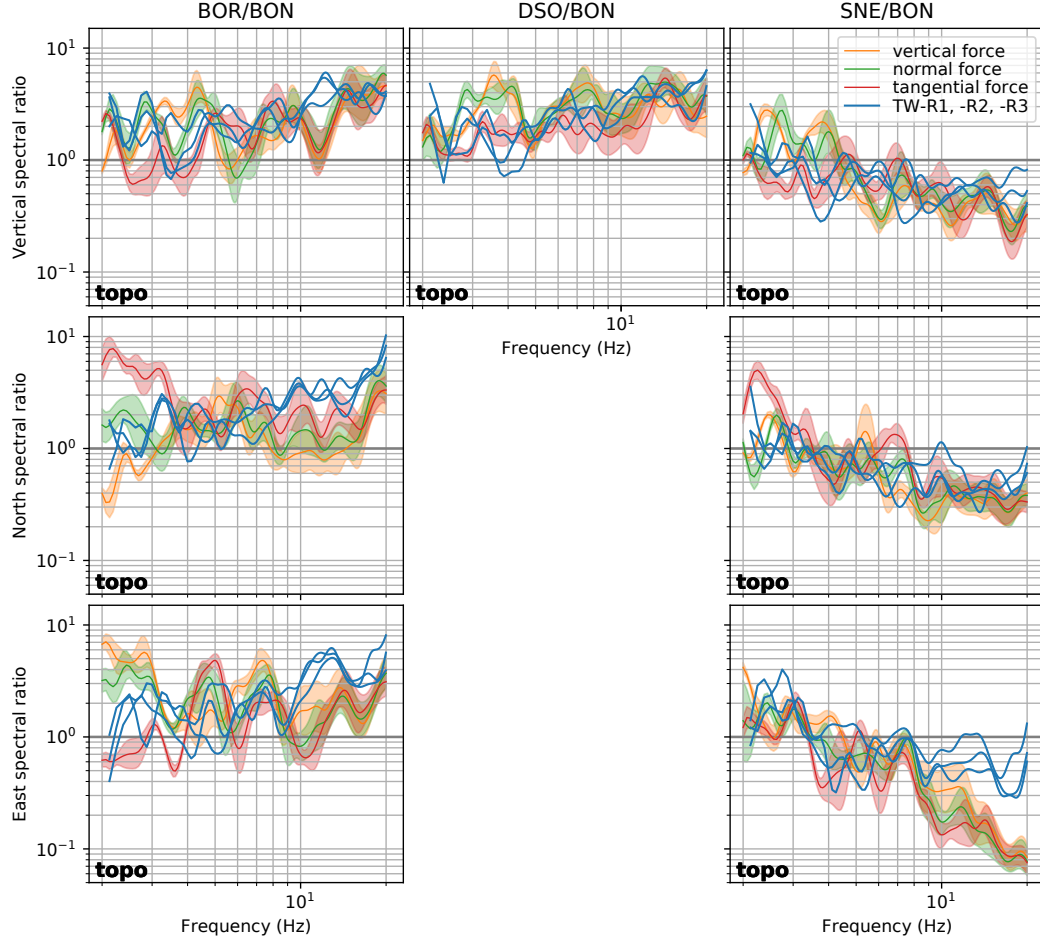 BOR/BON DSO/BON SNE/BON
Vertical spectral ratio
10^1
10^0
10^-1
topo
topo
10^1
Frequency (Hz)
vertical force
normal force
tangential force
TW-R1, -R2, -R3
topo
North spectral ratio
10^1
10^0
10^-1
topo
topo
East spectral ratio
10^1
10^0
10^-1
topo
10^1
Frequency (Hz)
topo
10^1
Frequency (Hz)